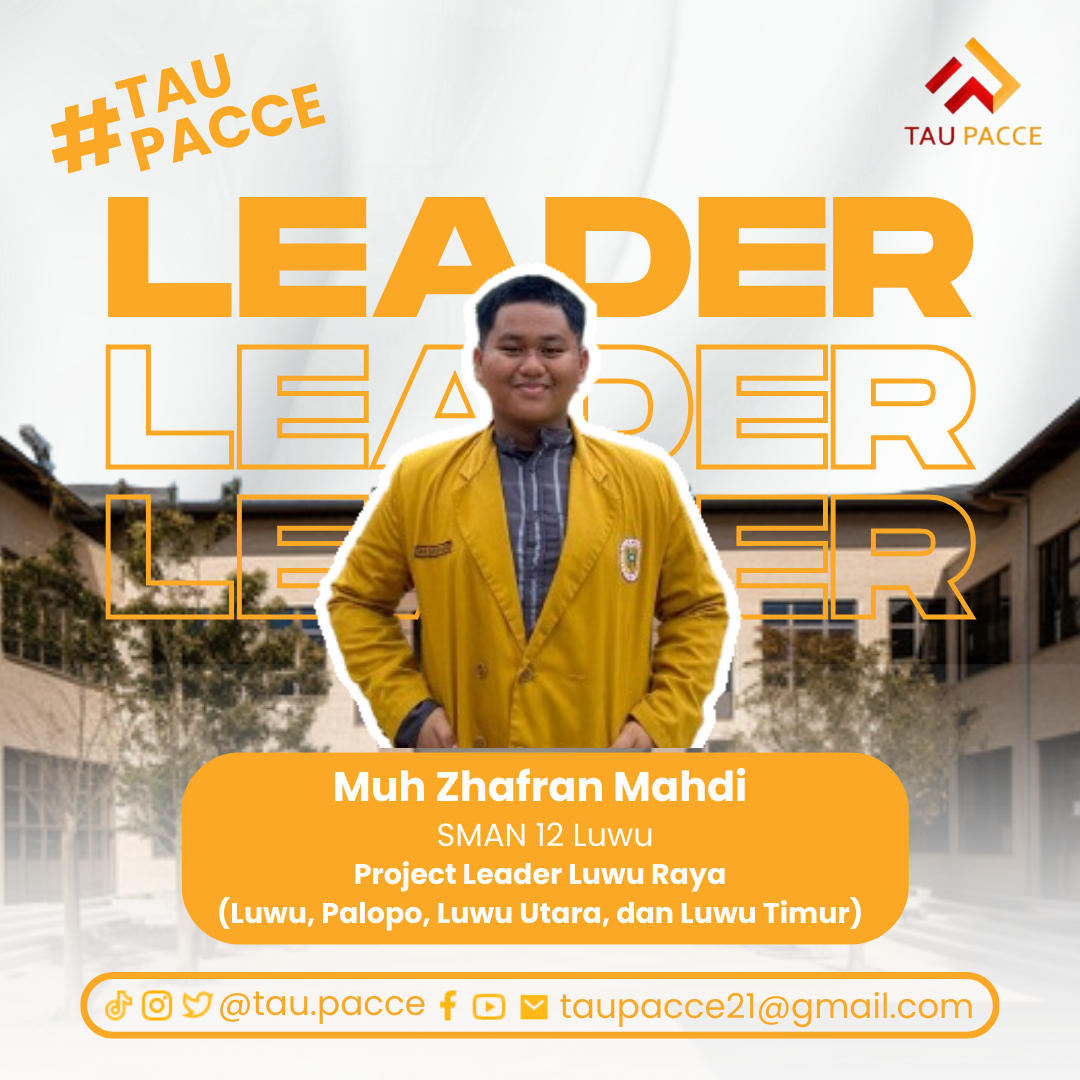 #TAU
PACCE
TAU PACCE
LEADER
LEADER
LEADER
Muh Zhafran Mahdi
SMAN 12 Luwu
Project Leader Luwu Raya
(Luwu, Palopo, Luwu Utara, dan Luwu Timur)
@tau.pacce taupacce21@gmail.com